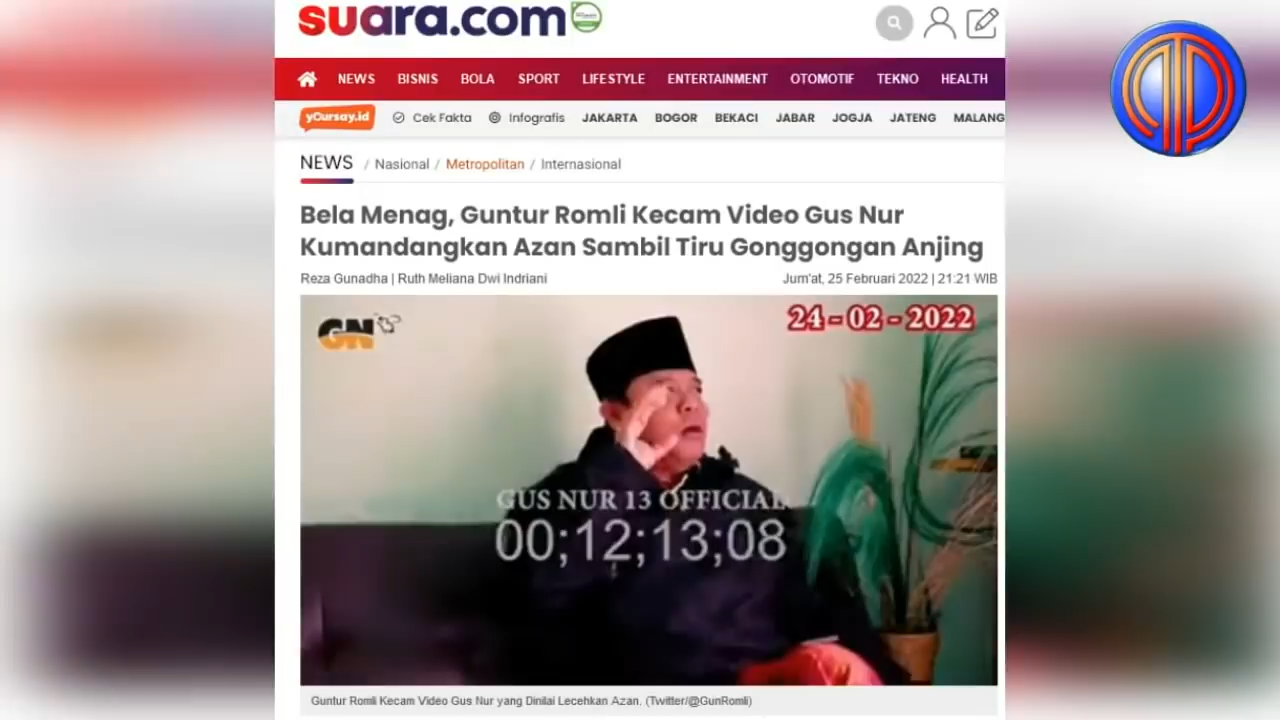 suara.com
NEWS BISNIS BOLA SPORT LIFESTYLE ENTERTAINMENT OTOMOTIF TEKNO HEALTH
yOursay.id Cek Fakta Infografis JAKARTA BOGOR BEKACI JABAR JOGJA JATENG MALANG
NEWS / Nasional / Metropolitan / Internasional
Bela Menag, Guntur Romli Kecam Video Gus Nur
Kumandangkan Azan Sambil Tiru Gonggongan Anjing
Reza Gunadha | Ruth Meliana Dwi Indriani Jum'at, 25 Februari 2022 | 21:21 WIB
GN 24 - 02 - 2022
GUS NUR 13 OFFICIAL
00;12;13;08
Guntur Romli Kecam Video Gus Nur yang Dinilai Lecehkan Azan. (Twitter/@GunRomli)